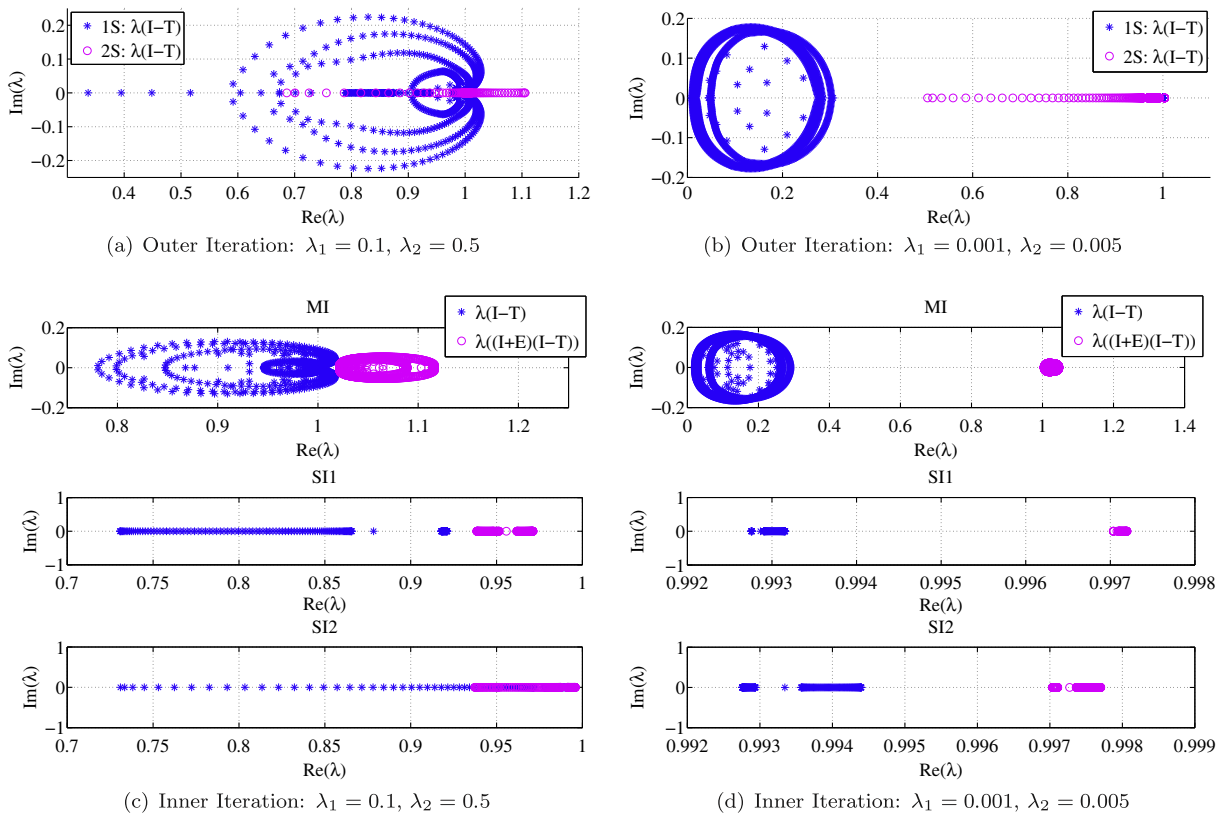 0.2
0.1
0
−0.1
−0.2
Im(λ)
0.4 0.5 0.6 0.7 0.8 0.9 1 1.1 1.2
Re(λ)
1S: λ(I−T)
2S: λ(I−T)
(a) Outer Iteration: λ1 = 0.1, λ2 = 0.5
0.2
0.1
0
−0.1
−0.2
Im(λ)
0 0.2 0.4 0.6 0.8 1
Re(λ)
1S: λ(I−T)
2S: λ(I−T)
(b) Outer Iteration: λ1 = 0.001, λ2 = 0.005
MI
λ(I−T)
λ((I+E)(I−T))
0.2
0
−0.2
Im(λ)
0.8 0.9 1 1.1 1.2
Re(λ)
SI1
1
0
−1
Im(λ)
0.7 0.75 0.8 0.85 0.9 0.95 1
Re(λ)
SI2
1
0
−1
Im(λ)
0.7 0.75 0.8 0.85 0.9 0.95 1
Re(λ)
(c) Inner Iteration: λ1 = 0.1, λ2 = 0.5
MI
λ(I−T)
λ((I+E)(I−T))
0.2
0
−0.2
Im(λ)
0 0.2 0.4 0.6 0.8 1 1.2 1.4
Re(λ)
SI1
1
0
−1
Im(λ)
0.992 0.993 0.994 0.995 0.996 0.997 0.998
Re(λ)
SI2
1
0
−1
Im(λ)
0.992 0.993 0.994 0.995 0.996 0.997 0.998 0.999
Re(λ)
(d) Inner Iteration: λ1 = 0.001, λ2 = 0.005